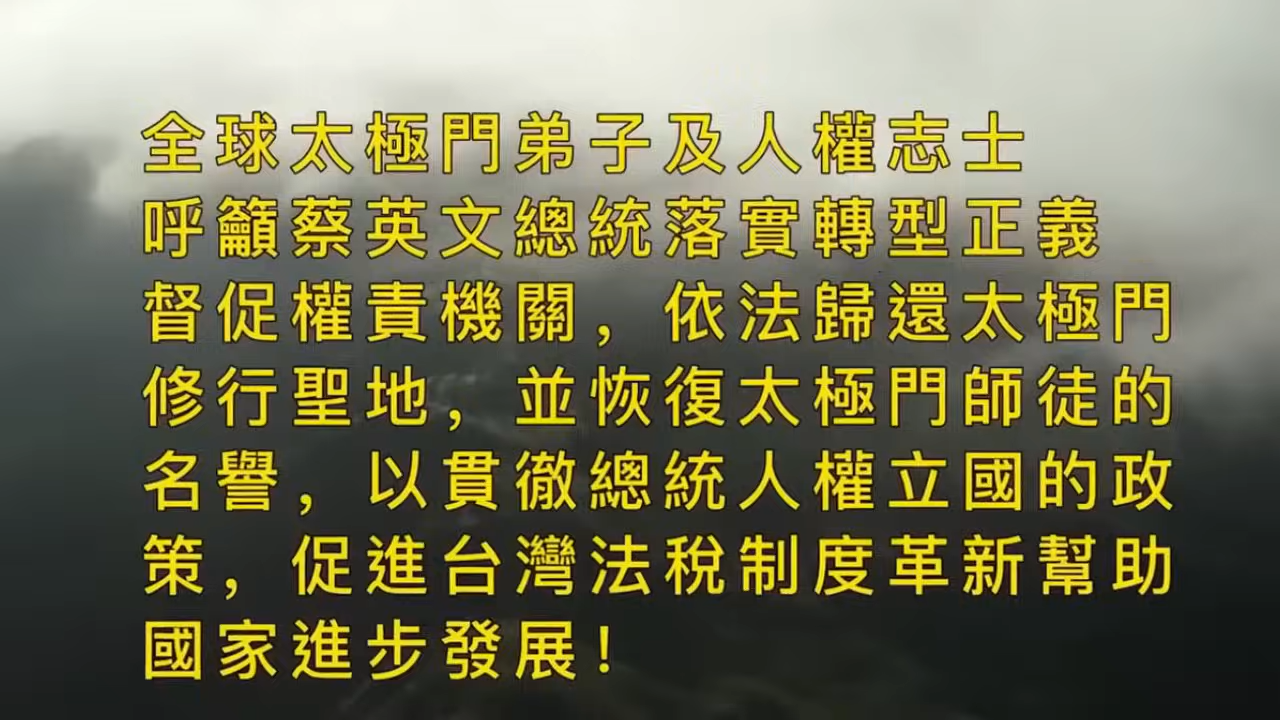 全球太極門弟子及人權志士
呼籲蔡英文總統落實轉型正義
督促權責機關，依法歸還太極門
修行聖地，並恢復太極門師徒的
名譽，以貫徹總統人權立國的政
策，促進台灣法稅制度革新幫助
國家進步發展！